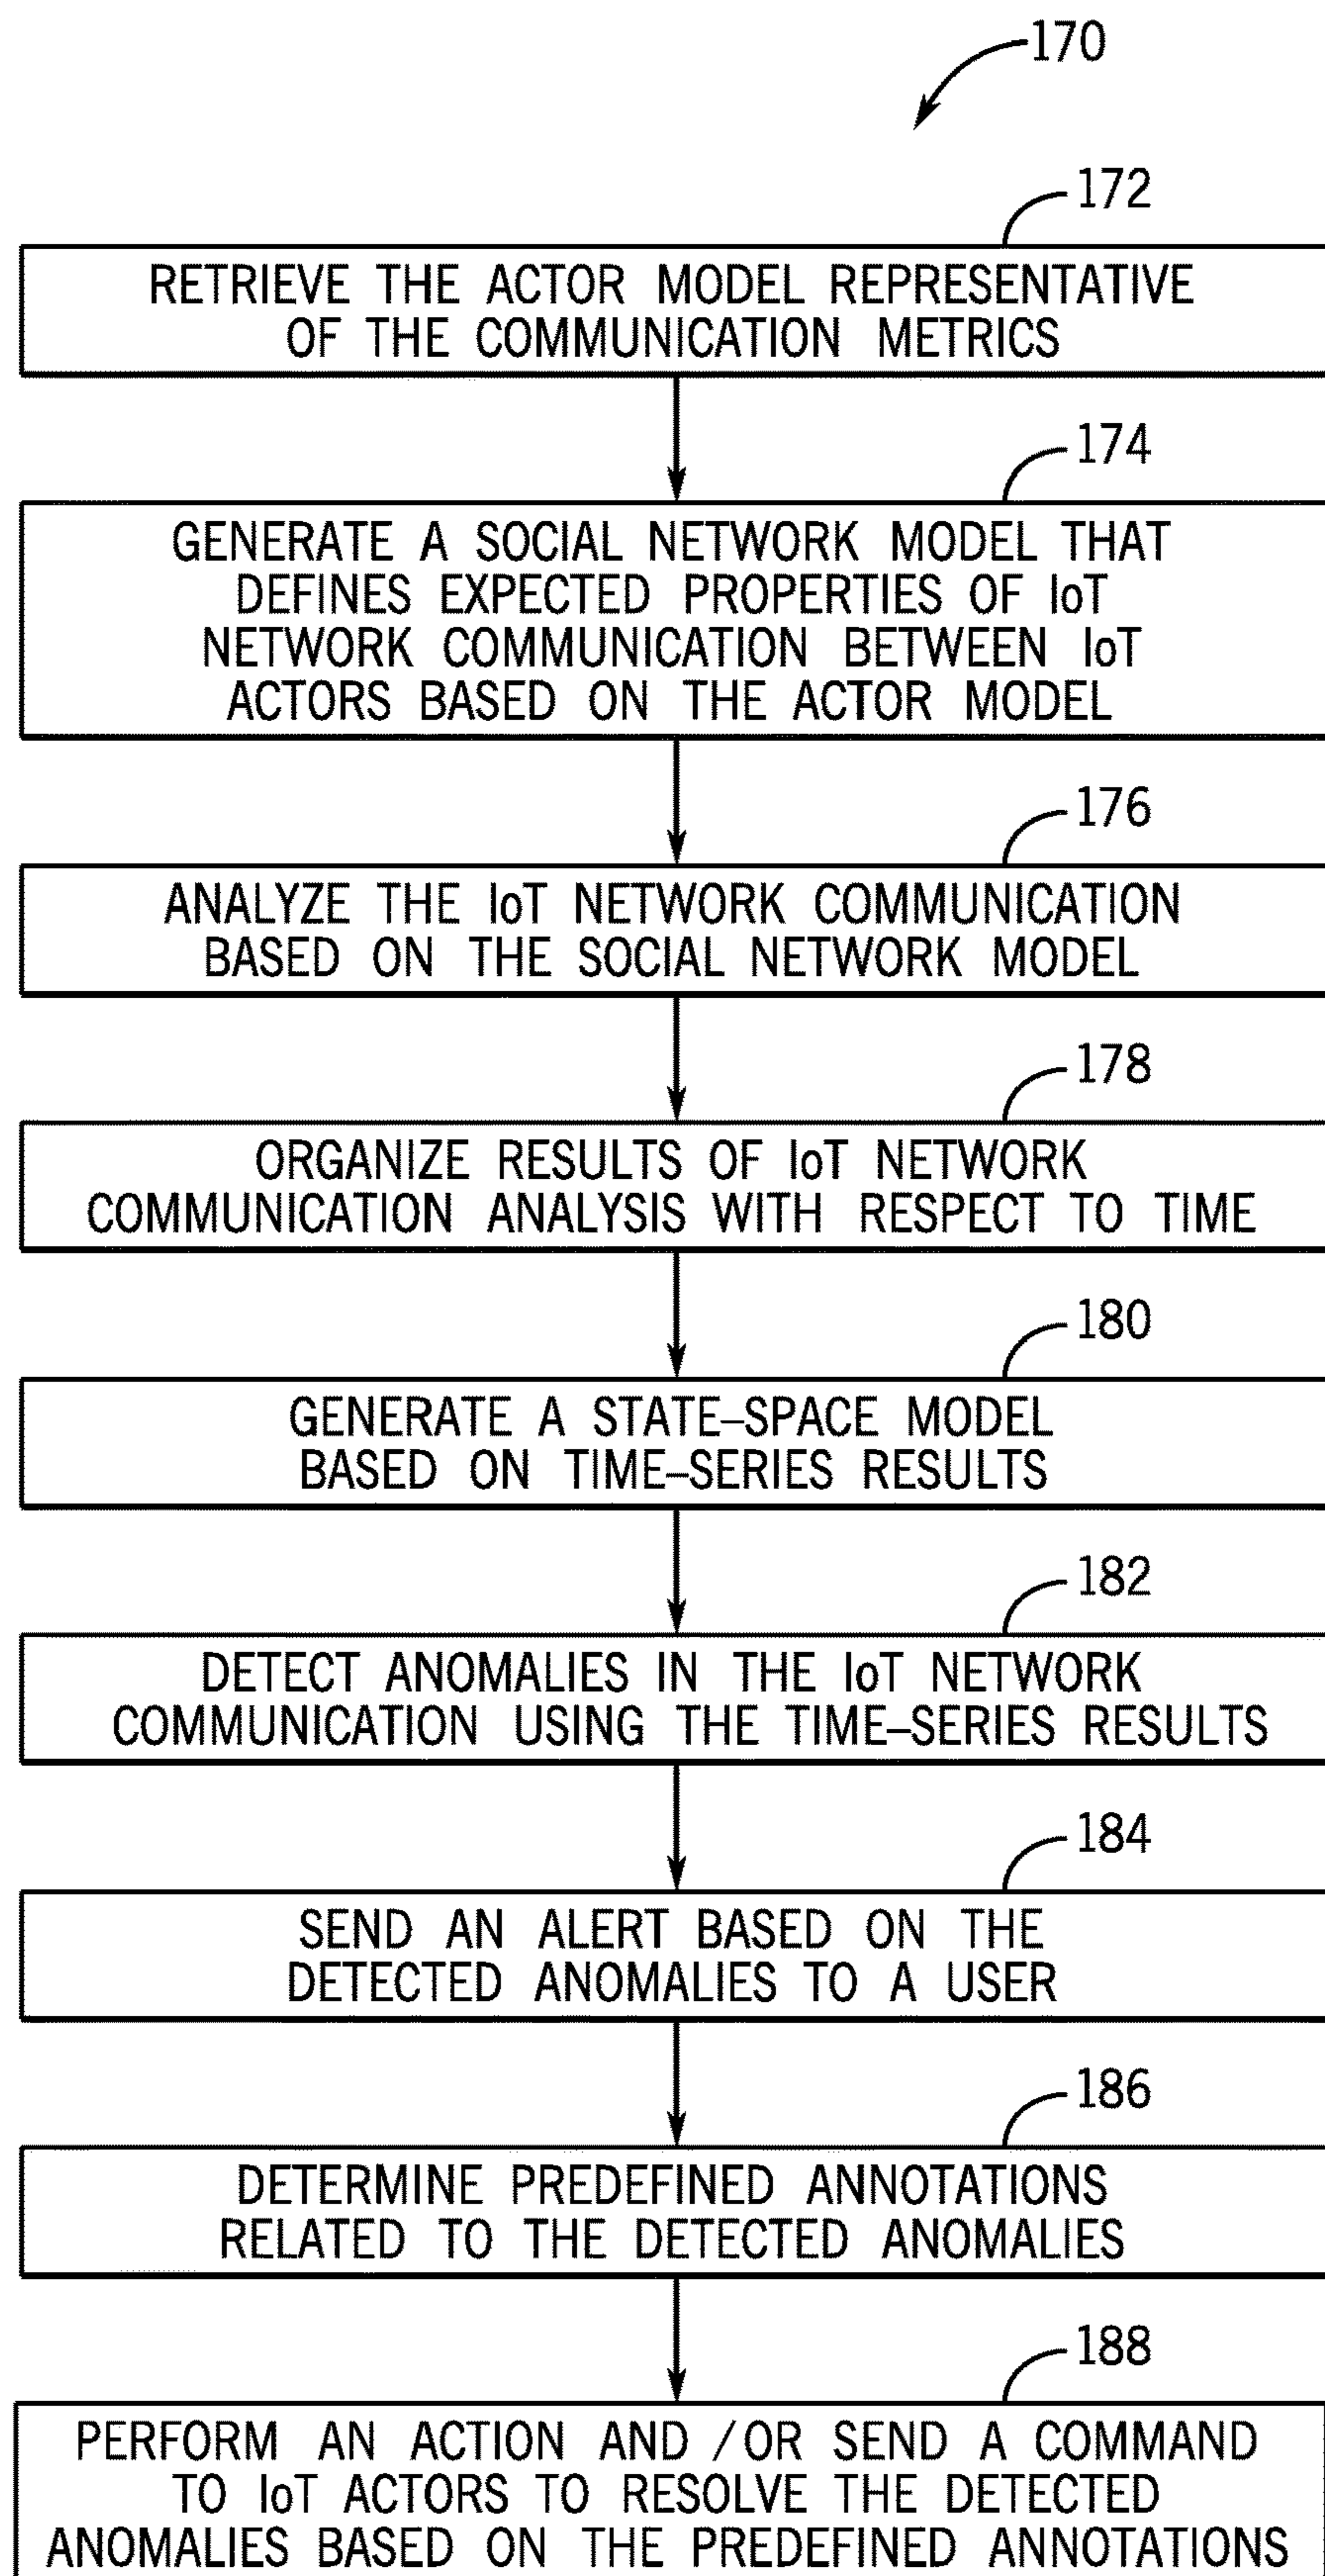 170
172
RETRIEVE THE ACTOR MODEL REPRESENTATIVE
OF THE COMMUNICATION METRICS
174
GENERATE A SOCIAL NETWORK MODEL THAT
DEFINES EXPECTED PROPERTIES OF IoT
NETWORK COMMUNICATION BETWEEN IoT
ACTORS BASED ON THE ACTOR MODEL
176
ANALYZE THE IoT NETWORK COMMUNICATION
BASED ON THE SOCIAL NETWORK MODEL
178
ORGANIZE RESULTS OF IoT NETWORK
COMMUNICATION ANALYSIS WITH RESPECT TO TIME
180
GENERATE A STATE–SPACE MODEL
BASED ON TIME–SERIES RESULTS
182
DETECT ANOMALIES IN THE IoT NETWORK
COMMUNICATION USING THE TIME–SERIES RESULTS
184
SEND AN ALERT BASED ON THE
DETECTED ANOMALIES TO A USER
186
DETERMINE PREDEFINED ANNOTATIONS
RELATED TO THE DETECTED ANOMALIES
188
PERFORM AN ACTION AND /OR SEND A COMMAND
TO IoT ACTORS TO RESOLVE THE DETECTED
ANOMALIES BASED ON THE PREDEFINED ANNOTATIONS